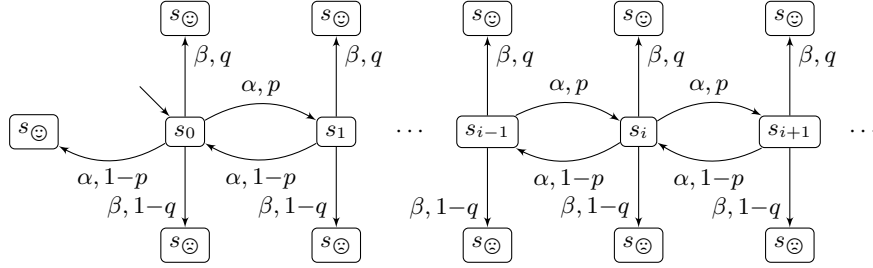 s☺ s☺ s☺ s☺ s☺
β, q β, q β, q β, q β, q
α, p α, p α, p
s☺ s₀ s₁ ⋯ sᵢ₋₁ sᵢ sᵢ₊₁ ⋯
α, 1−p α, 1−p α, 1−p α, 1−p
β, 1−q β, 1−q β, 1−q β, 1−q β, 1−q
s☹ s☹ s☹ s☹ s☹